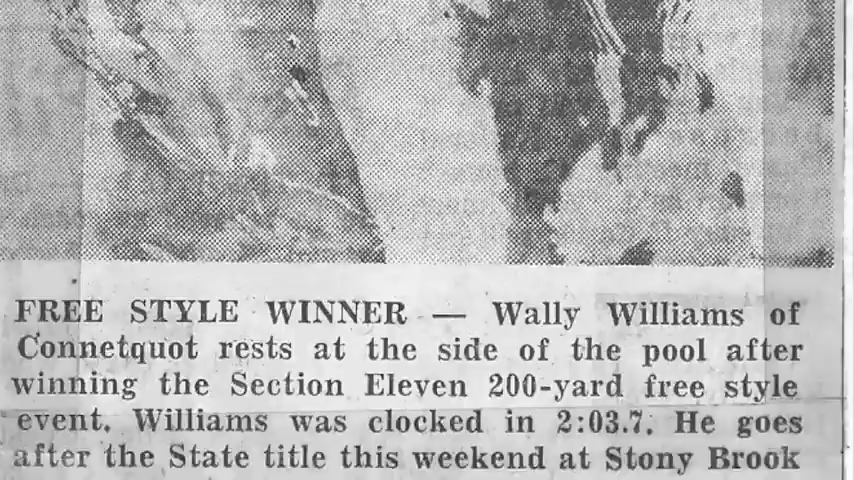 FREE STYLE WINNER — Wally Williams of
Connetquot rests at the side of the pool after
winning the Section Eleven 200-yard free style
event. Williams was clocked in 2:03.7. He goes
after the State title this weekend at Stony Brook